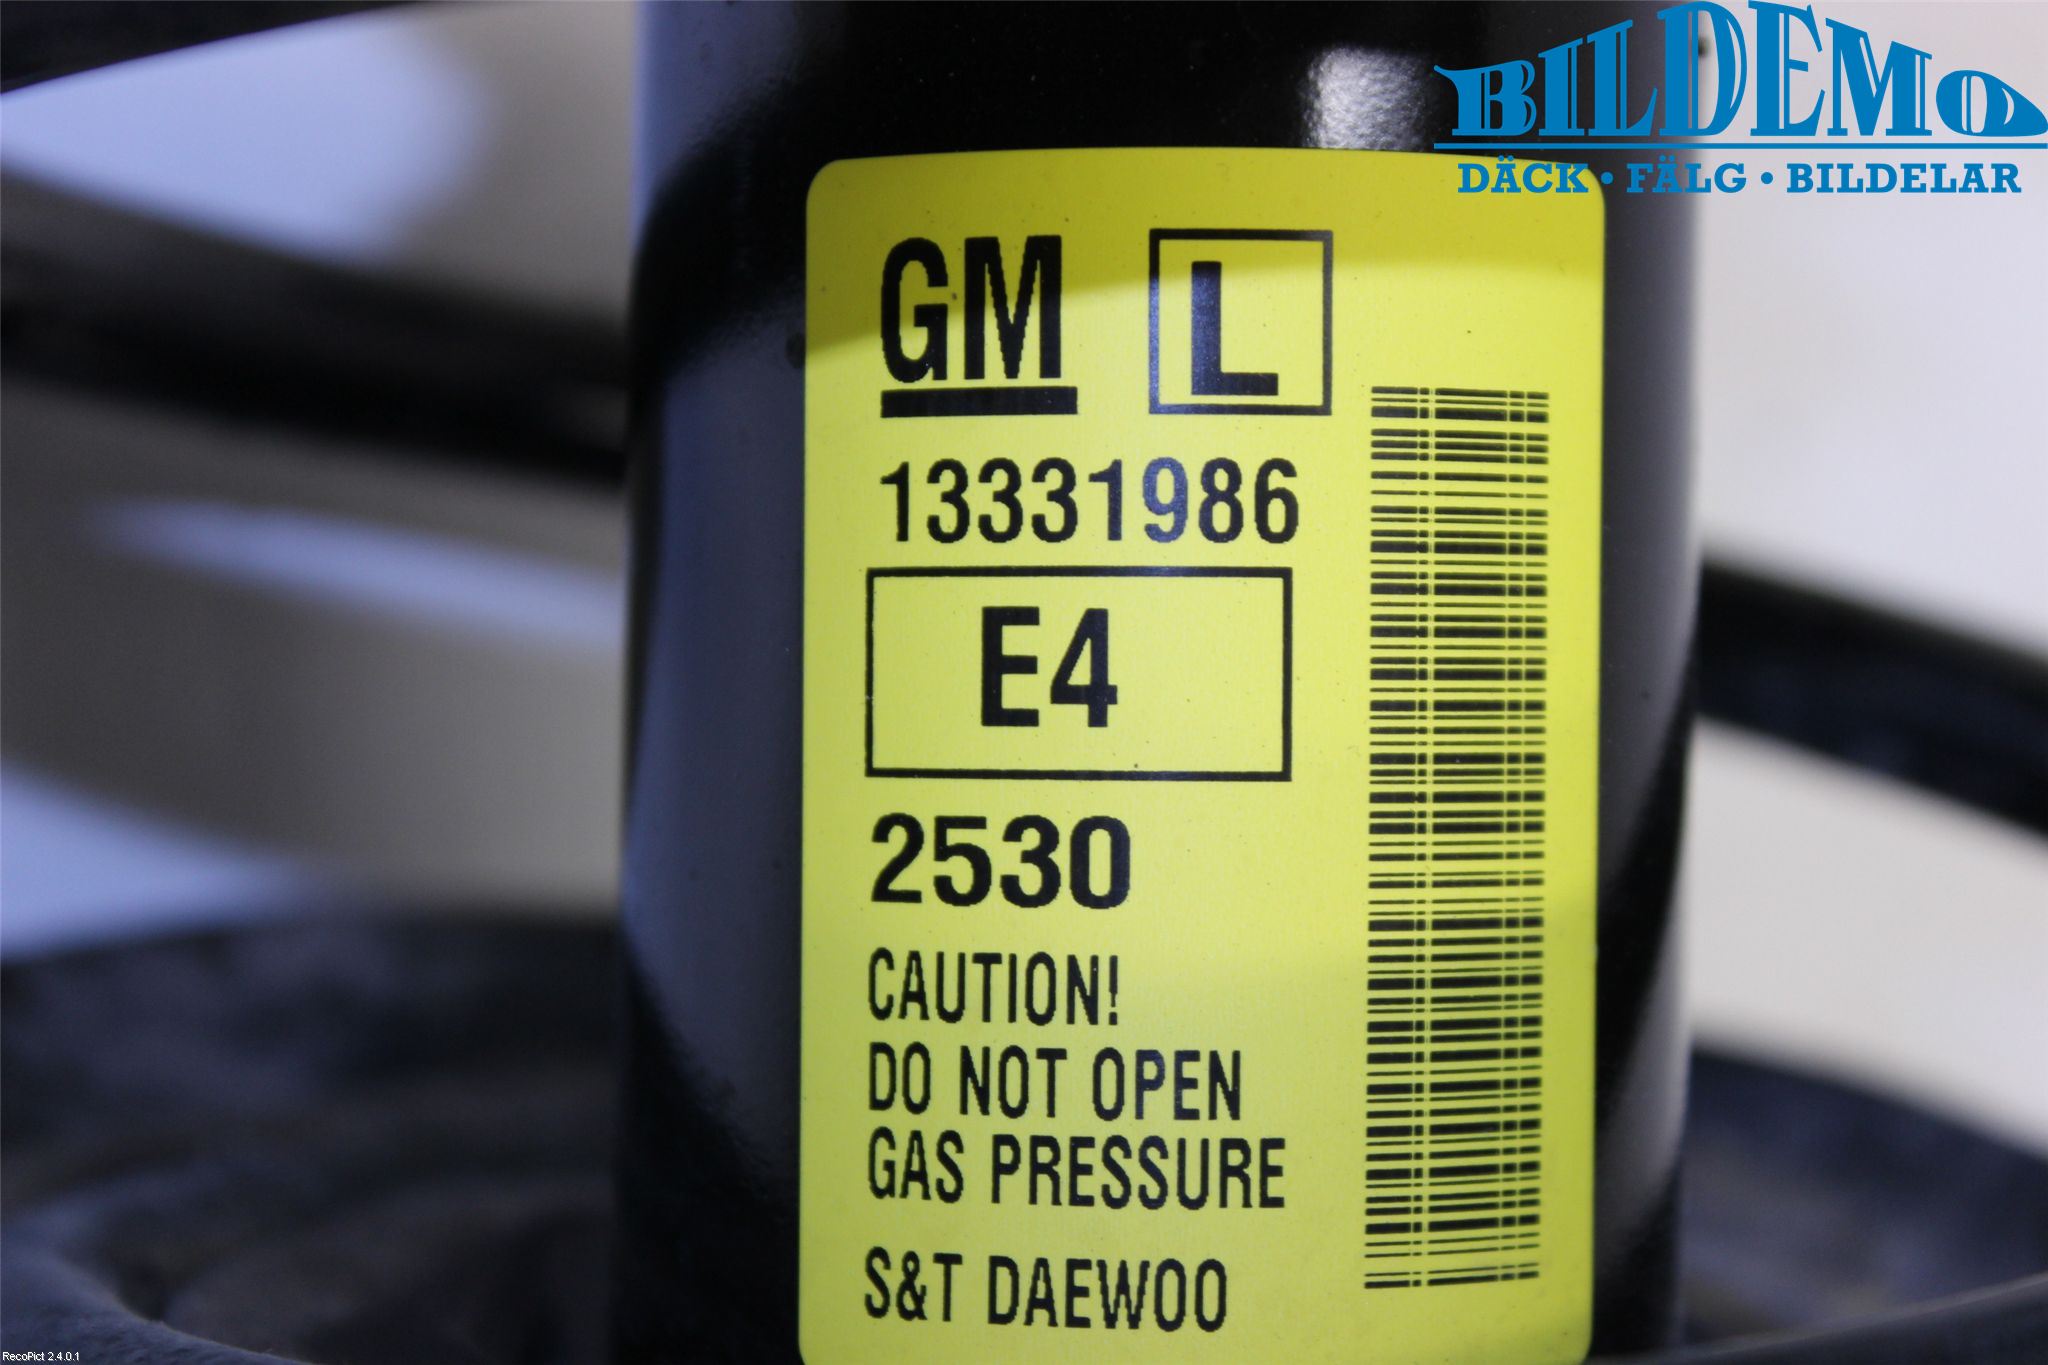 BILDEMO
DÄCK • FÄLG • BILDELAR
GM L
13331986
E4
2530
CAUTION!
DO NOT OPEN
GAS PRESSURE
S&T DAEWOO
RecoPict 2.4.0.1